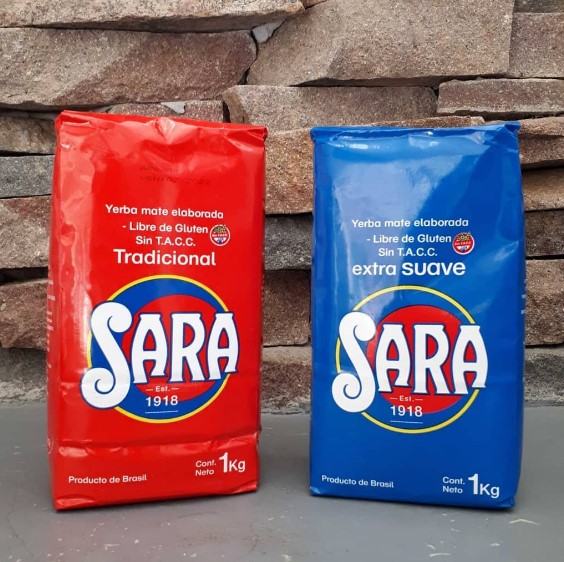 Yerba mate elaborada
- Libre de Gluten
Sin T.A.C.C.
Tradicional
SARA
Est.
1918
Producto de Brasil
Cont. Neto 1Kg
Yerba mate elaborada
- Libre de Gluten
Sin T.A.C.C.
extra suave
SARA
Est.
1918
Producto de Brasil
Cont. Neto 1Kg